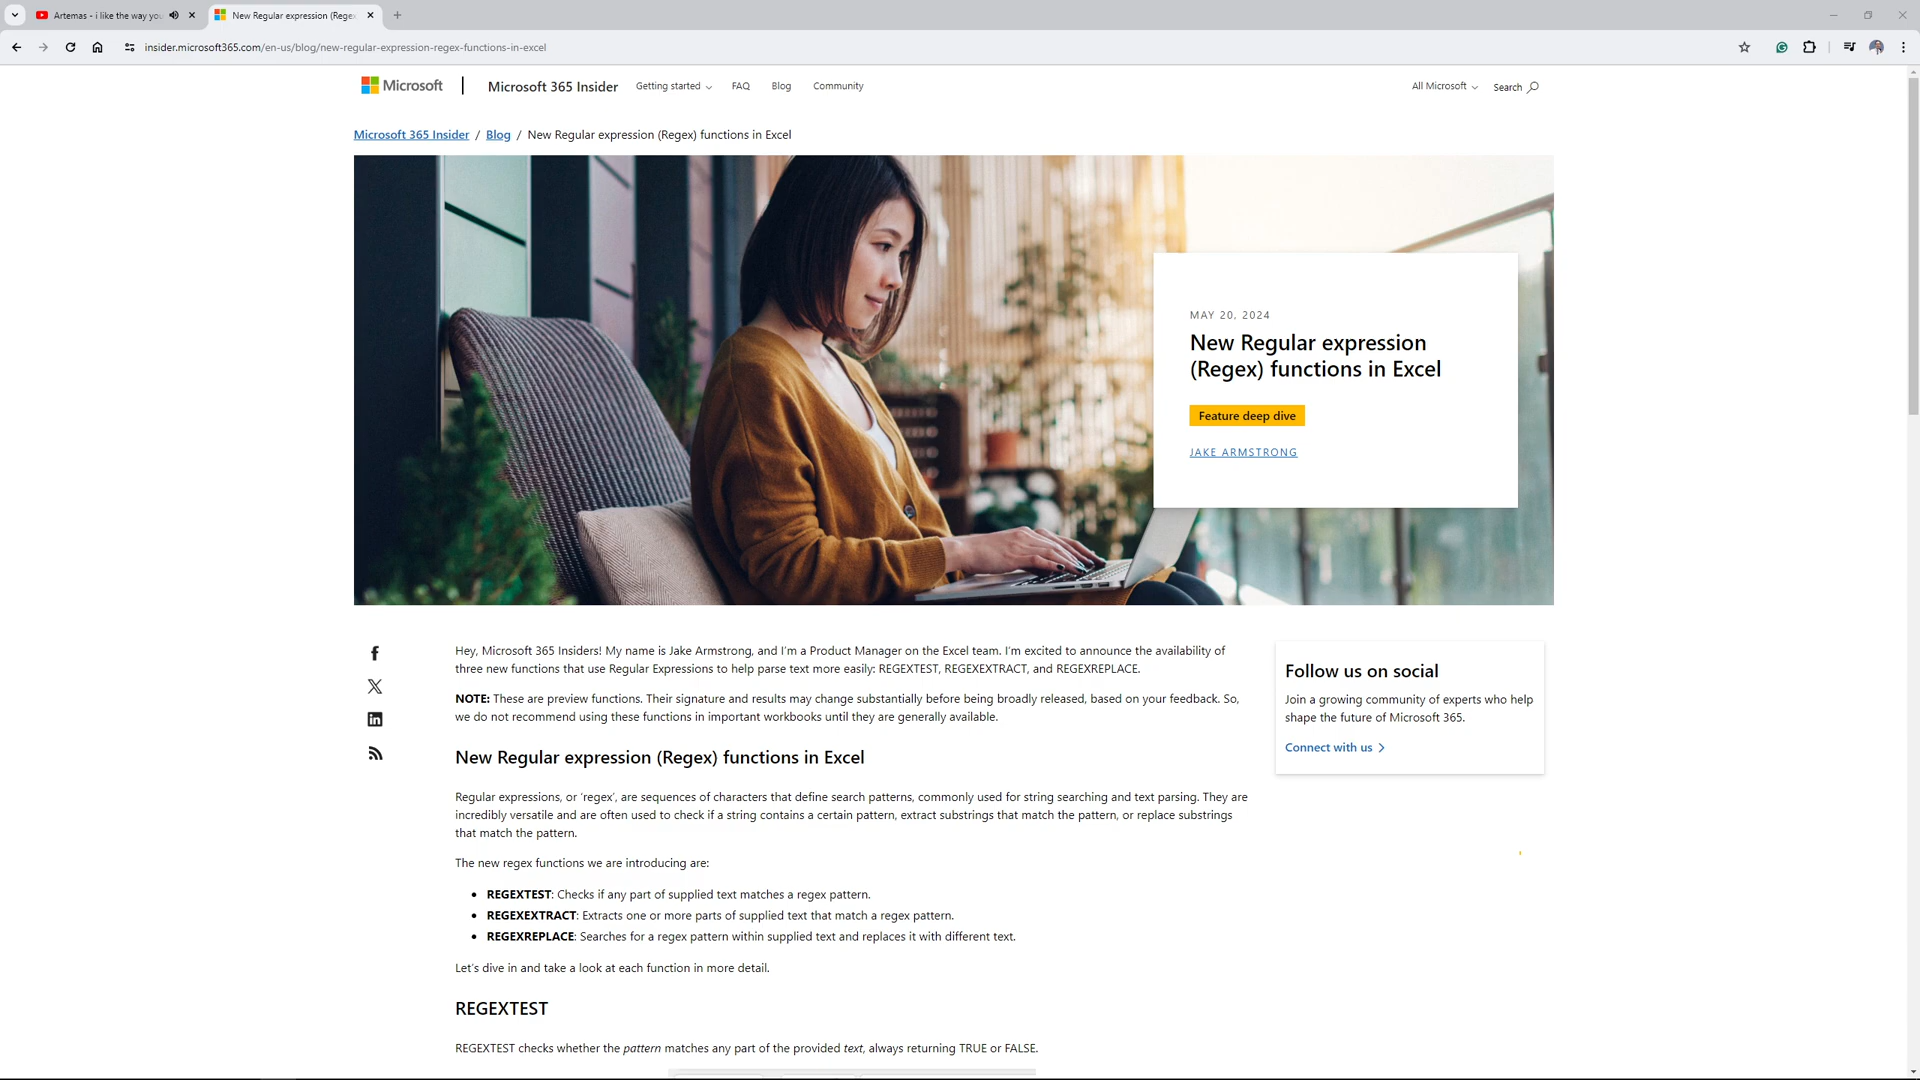 Artemas - i like the way you
New Regular expression (Regex
insider.microsoft365.com/en-us/blog/new-regular-expression-regex-functions-in-excel
Microsoft
Microsoft 365 Insider
Getting started
FAQ
Blog
Community
All Microsoft
Search
Microsoft 365 Insider / Blog / New Regular expression (Regex) functions in Excel
MAY 20, 2024
New Regular expression
(Regex) functions in Excel
Feature deep dive
JAKE ARMSTRONG
Hey, Microsoft 365 Insiders! My name is Jake Armstrong, and I'm a Product Manager on the Excel team. I'm excited to announce the availability of
three new functions that use Regular Expressions to help parse text more easily: REGEXTEST, REGEXEXTRACT, and REGEXREPLACE.
NOTE: These are preview functions. Their signature and results may change substantially before being broadly released, based on your feedback. So,
we do not recommend using these functions in important workbooks until they are generally available.
New Regular expression (Regex) functions in Excel
Regular expressions, or 'regex', are sequences of characters that define search patterns, commonly used for string searching and text parsing. They are
incredibly versatile and are often used to check if a string contains a certain pattern, extract substrings that match the pattern, or replace substrings
that match the pattern.
The new regex functions we are introducing are:
• REGEXTEST: Checks if any part of supplied text matches a regex pattern.
• REGEXEXTRACT: Extracts one or more parts of supplied text that match a regex pattern.
• REGEXREPLACE: Searches for a regex pattern within supplied text and replaces it with different text.
Let's dive in and take a look at each function in more detail.
REGEXTEST
REGEXTEST checks whether the pattern matches any part of the provided text, always returning TRUE or FALSE.
Follow us on social
Join a growing community of experts who help
shape the future of Microsoft 365.
Connect with us